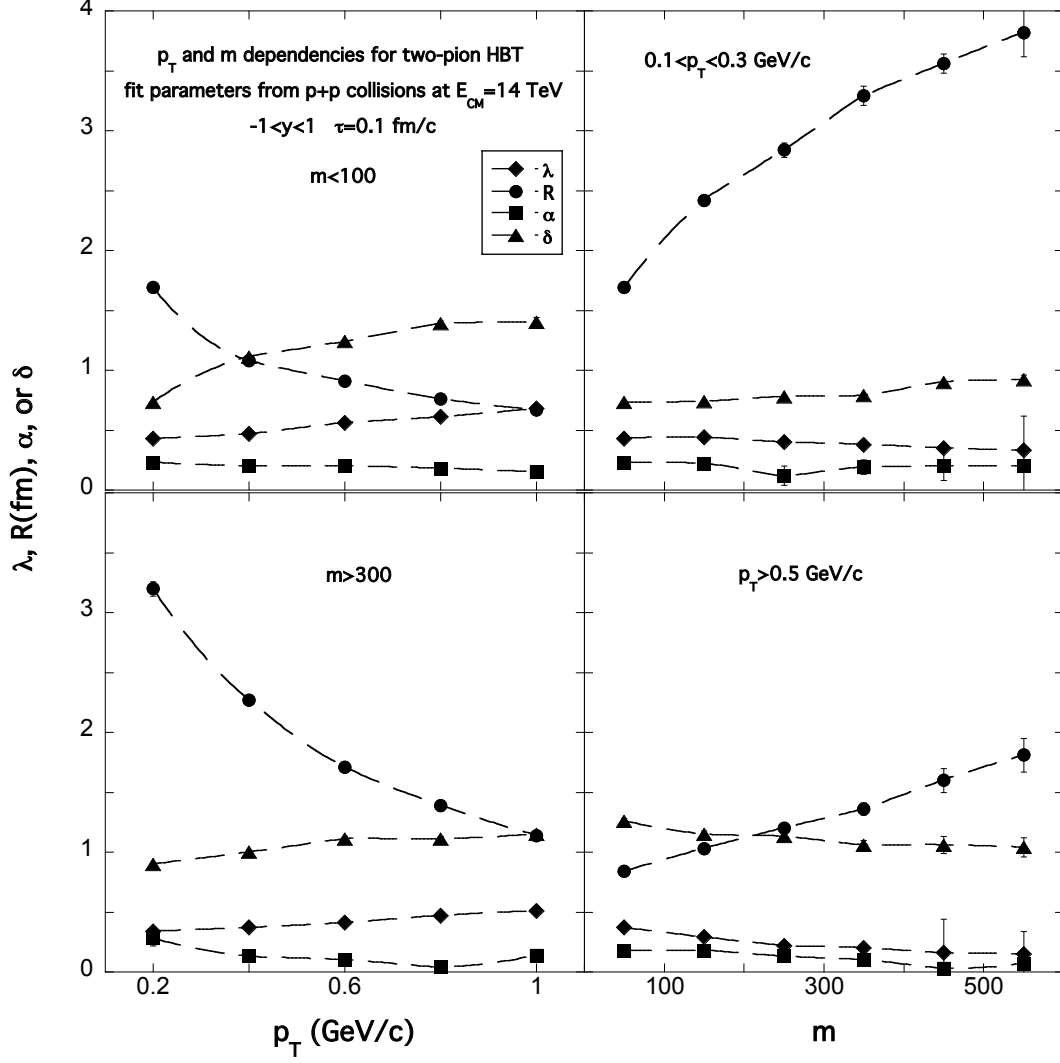 4
p_T and m dependencies for two-pion HBT
fit parameters from p+p collisions at E_CM=14 TeV
-1<y<1 τ=0.1 fm/c
m<100
- λ
- R
- α
- δ
0.1<p_T<0.3 GeV/c
3
2
1
0
λ, R(fm), α, or δ
m>300
p_T>0.5 GeV/c
3
2
1
0
0.2 0.6 1
100 300 500
p_T (GeV/c)
m